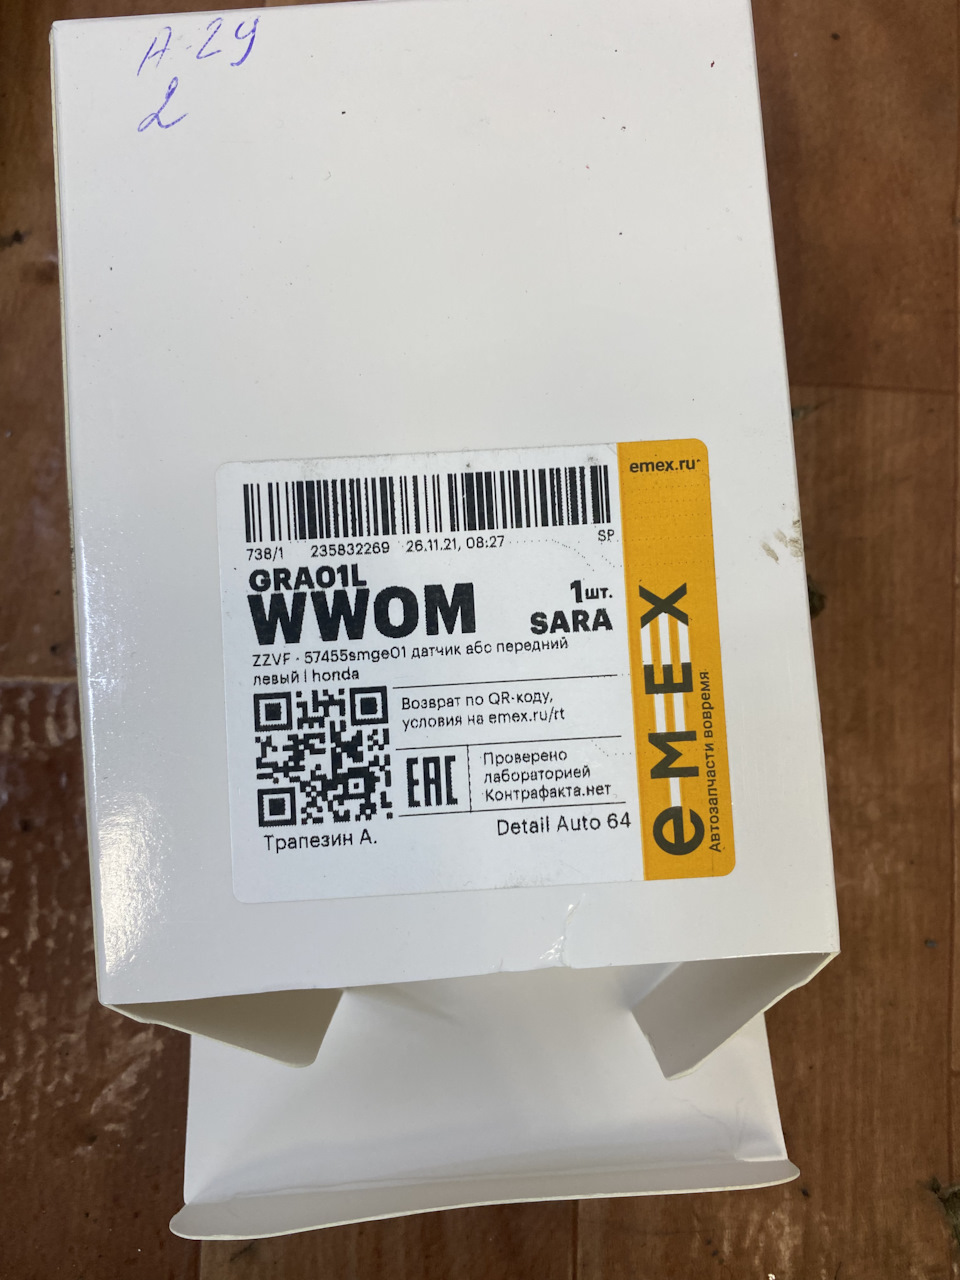 А-24
2
emex.ru
738/1 235832269 26.11.21, 08:27 SP
GRA01L
WWOM
1шт.
SARA
ZZVF - 57455smge01 датчик абс передний
левый | honda
Возврат по QR-коду,
условия на emex.ru/rt
EAC
Проверено
лабораторией
Контрафакта.нет
Трапезин А.
Detail Auto 64
eMEX
Автозапчасти вовремя